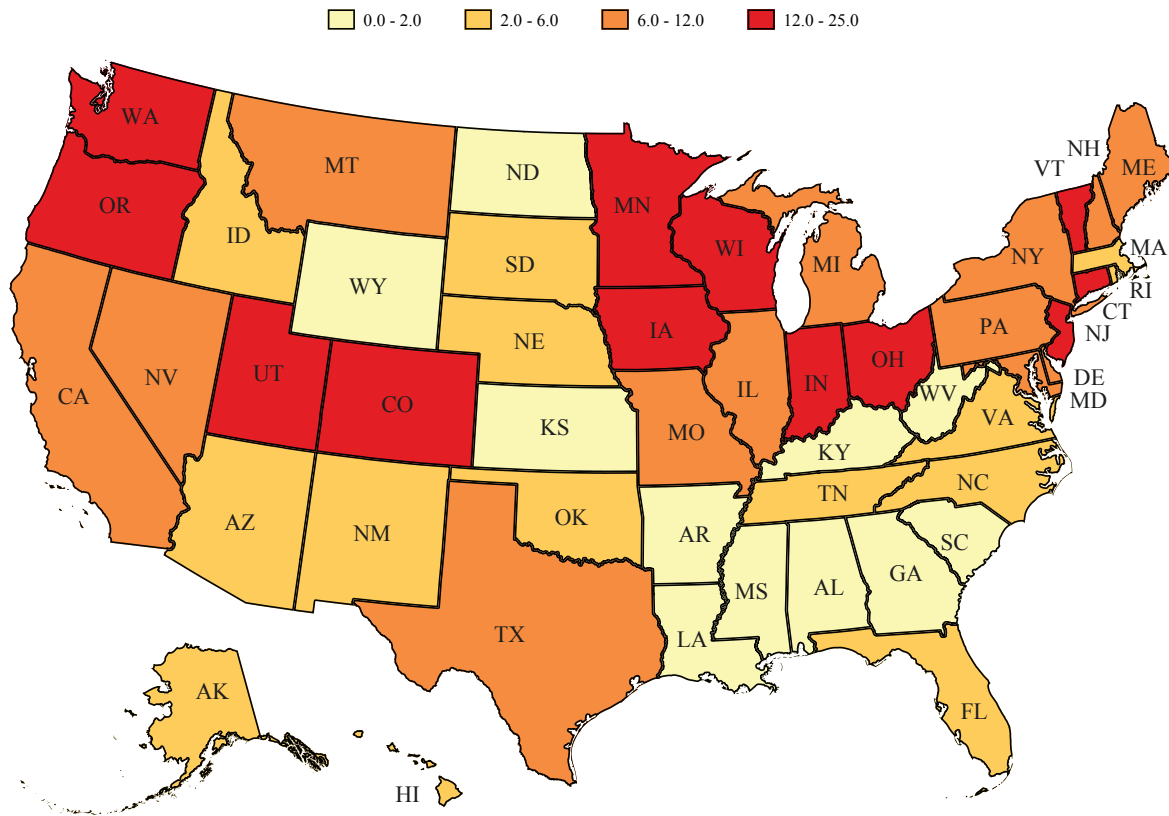 0.0 - 2.0 2.0 - 6.0 6.0 - 12.0 12.0 - 25.0
WA
MT
ND
MN
OR
ID
SD
WY
WI
MI
NH
VT
ME
NY
MA
RI
CT
NJ
PA
NE
IA
NV
UT
CO
CA
IL
IN
OH
DE
MD
WV
VA
KS
MO
KY
NC
TN
AZ
NM
OK
AR
SC
MS
AL
GA
TX
LA
AK
FL
HI